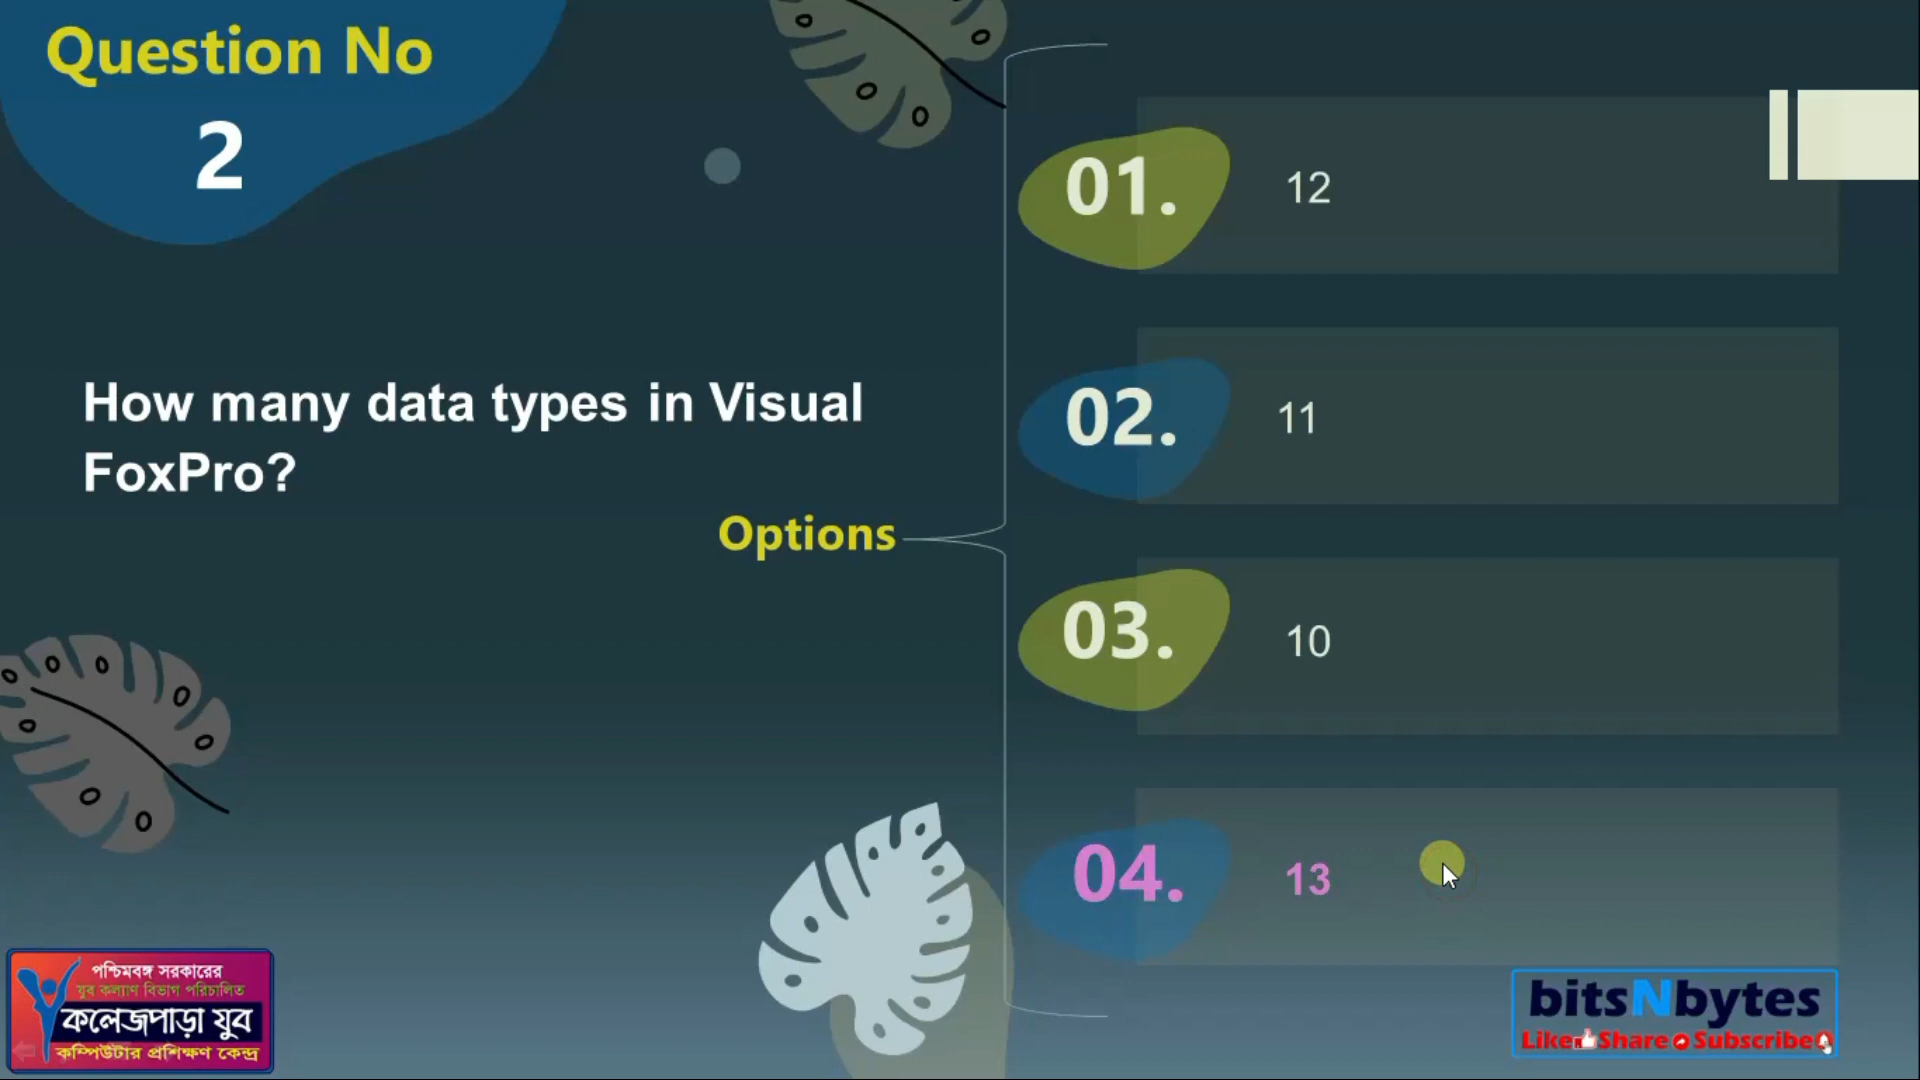 Question No
2
How many data types in Visual
FoxPro?
Options
01.
12
02.
11
03.
10
04.
13
পশ্চিমবঙ্গ সরকারের
যুব কল্যাণ বিভাগ পরিচালিত
কলেজপাড়া যুব
কম্পিউটার প্রশিক্ষণ কেন্দ্র
bitsNbytes
Like Share Subscribe